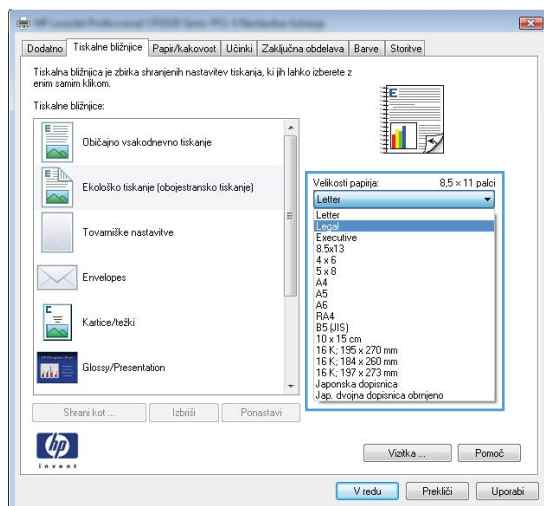 Dodatno
Tiskalne bližnjice
Papir/kakovost
Učinki
Zaključna obdelava
Barve
Storitve
Tiskalna bližnjica je zbirka shranjenih nastavitev tiskanja, ki jih lahko izberete z
enim samim klikom.
Tiskalne bližnjice:
Običajno vsakodnevno tiskanje
Ekološko tiskanje (obojestransko tiskanje)
Tovarniške nastavitve
Envelopes
Kartice/težki
Glossy/Presentation
E
Velikosti papirja: 8,5 × 11 palci
Letter
Letter
Legal
Executive
8.5x13
4 x 6
5 x 8
A4
A5
A6
RA4
B5 (JIS)
10 x 15 cm
16 K; 195 x 270 mm
16 K; 184 x 260 mm
16 K; 197 x 273 mm
Japonska dopisnica
Jap. dvojna dopisnica obrnjeno
Shrani kot ...
Izbriši
Ponastavi
hp
invent
Vizitka ...
Pomoč
V redu
Prekliči
Uporabi